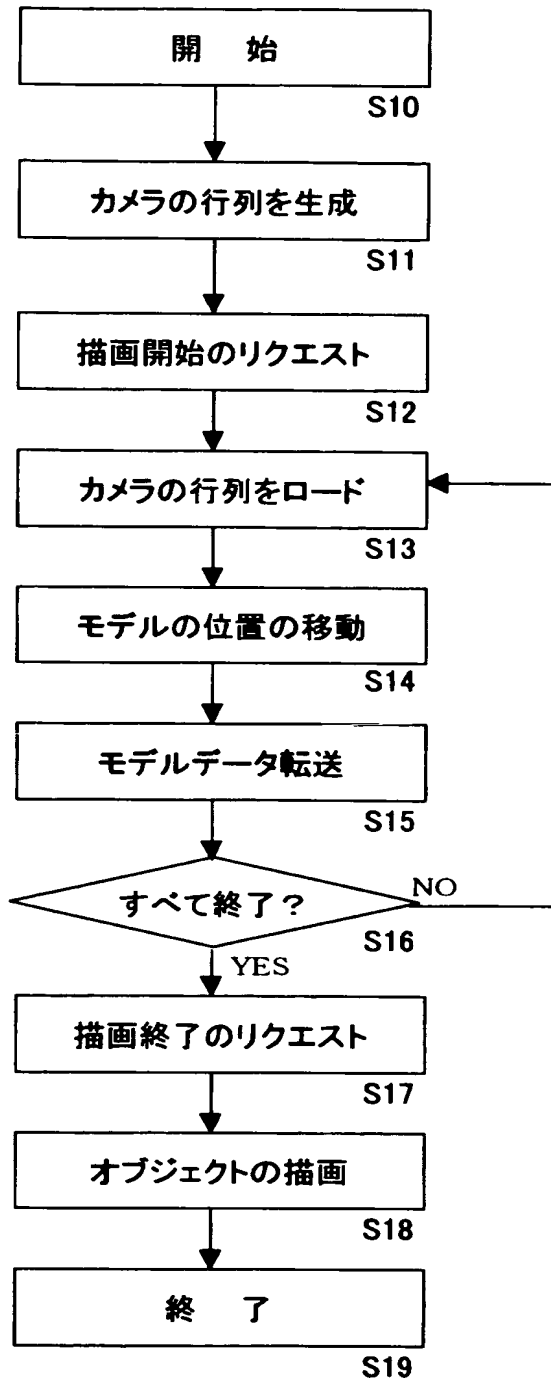 開 始
S10
カメラの行列を生成
S11
描画開始のリクエスト
S12
カメラの行列をロード
S13
モデルの位置の移動
S14
モデルデータ転送
S15
すべて終了?
NO
S16
YES
描画終了のリクエスト
S17
オブジェクトの描画
S18
終 了
S19